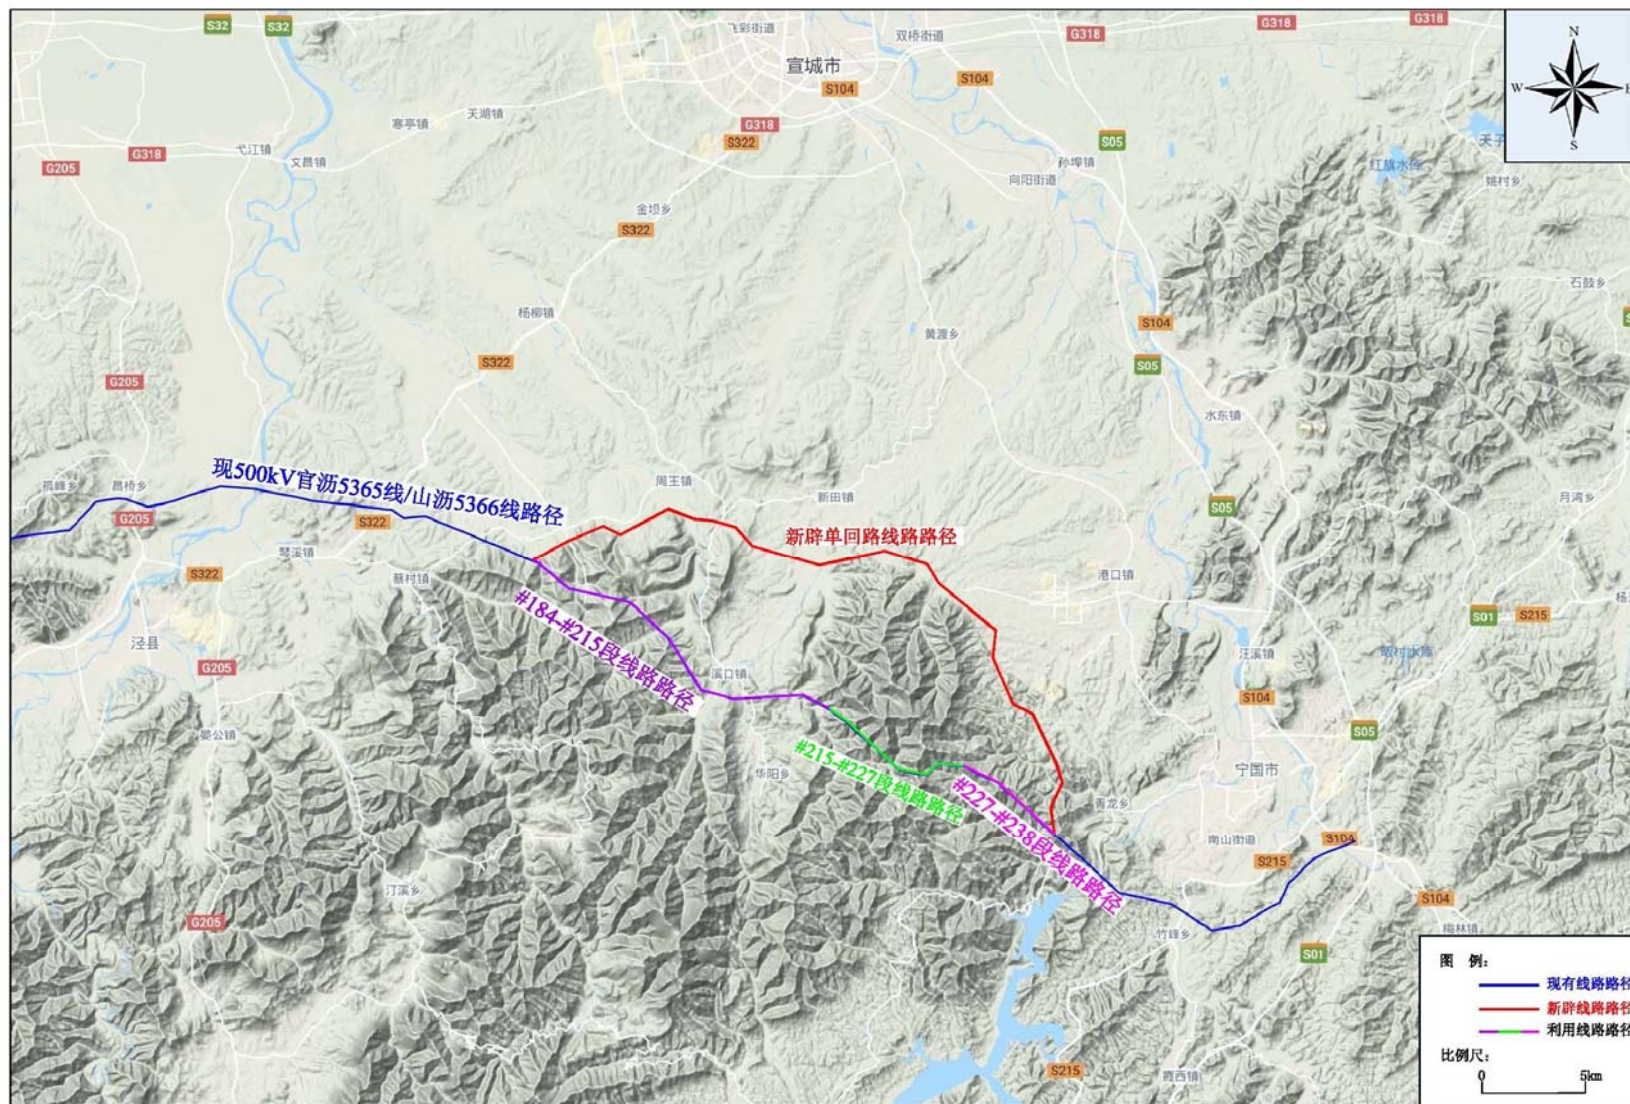 S32
S32
飞彩街道
双桥街道
G318
G318
G318
N
宣城市
S104
S104
W
天湖镇
寒亭镇
G318
S322
S05
S
G205
G318
弋江镇
文昌镇
孙埠镇
向阳街道
红旗水库
天子
姚村乡
金坝乡
S322
石鼓乡
杨柳镇
S104
黄渡乡
S322
S05
G205
水东镇
现500kV官沥5365线/山沥5366线路径
孤峰乡
昌桥乡
周王镇
新田镇
月湾乡
S05
G205
S322
新辟单回路线路路径
琴溪镇
S322
蔡村镇
港口镇
#184-#215段线路路径
S01
S215
泾县
G205
溪口镇
汪溪镇
S104
晏公镇
S05
#215-#227段线路路径
华阳乡
宁国市
#227-#238段线路路径
青龙乡
南山街道
S104
S215
汀溪乡
S104
G205
竹峰乡
梅林镇
S01
图 例:
现有线路路径
新辟线路路径
利用线路路径
比例尺:
0 5km
S215
霞西镇